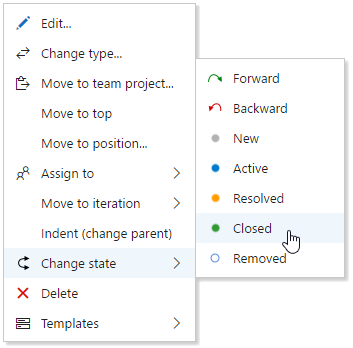 Edit...
Change type...
Move to team project...
Move to top
Move to position...
Assign to
Move to iteration
Indent (change parent)
Change state
Delete
Templates
Forward
Backward
New
Active
Resolved
Closed
Removed